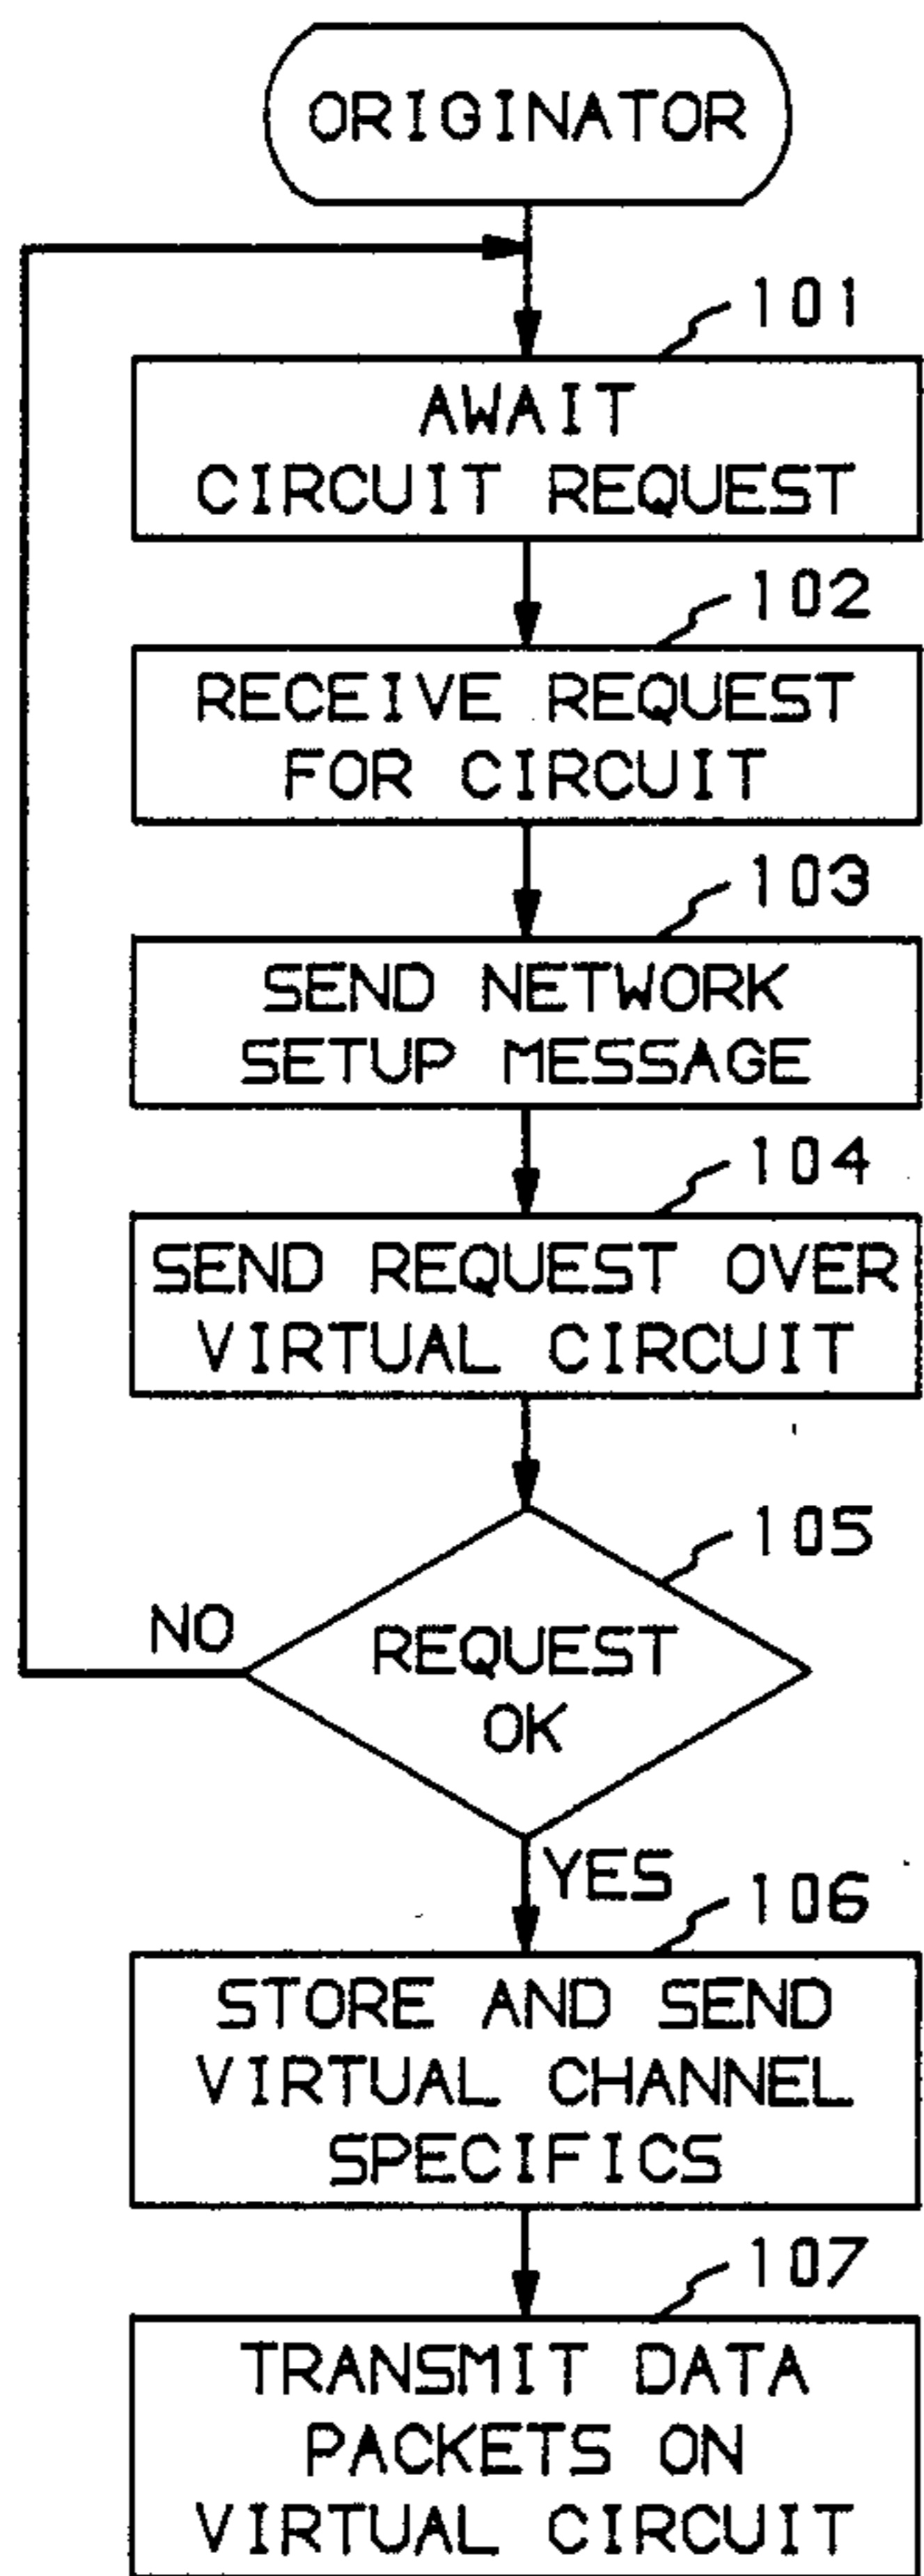 ORIGINATOR
101
AWAIT
CIRCUIT REQUEST
102
RECEIVE REQUEST
FOR CIRCUIT
103
SEND NETWORK
SETUP MESSAGE
104
SEND REQUEST OVER
VIRTUAL CIRCUIT
105
NO
REQUEST
OK
YES
106
STORE AND SEND
VIRTUAL CHANNEL
SPECIFICS
107
TRANSMIT DATA
PACKETS ON
VIRTUAL CIRCUIT